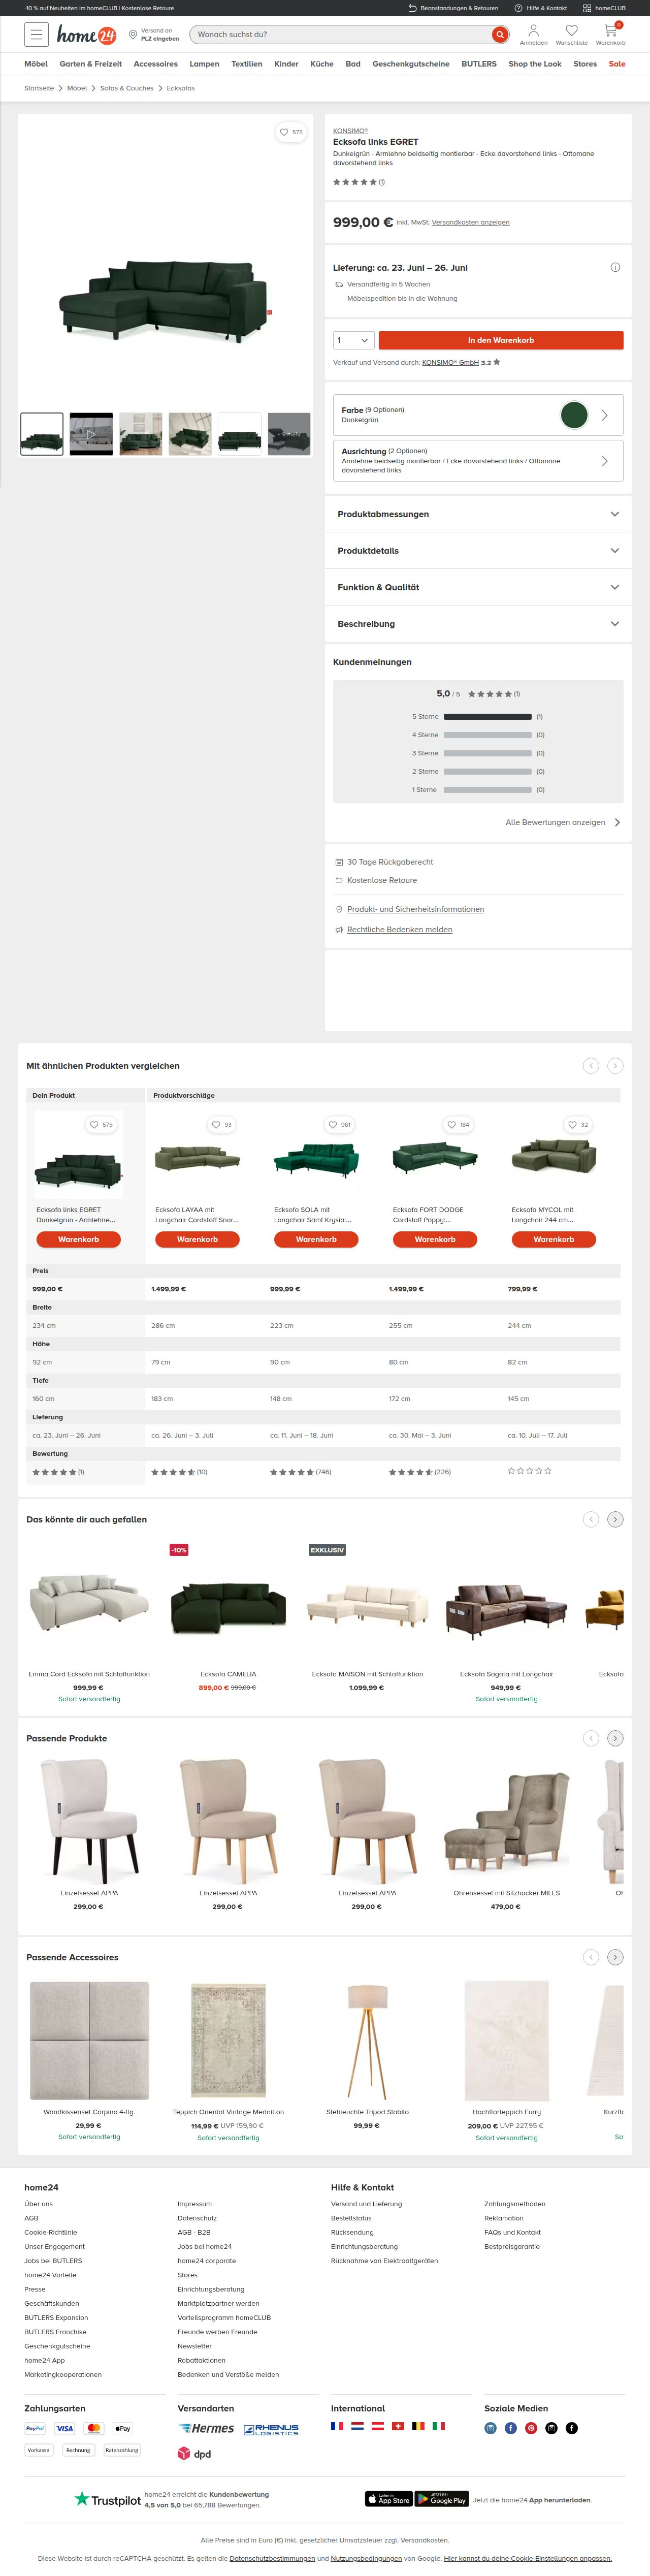 -10 % auf Neuheiten im homeCLUB I Kostenlose Retoure
Beanstandungen & Retouren
Hilfe & Kontakt
homeCLUB
home24
Versand an
PLZ eingeben
Wonach suchst du?
Anmelden
Wunschliste
0
Warenkorb
Möbel Garten & Freizeit Accessoires Lampen Textilien Kinder Küche Bad Geschenkgutscheine BUTLERS Shop the Look Stores Sale
Startseite > Möbel > Sofas & Couches > Ecksofas
575
KONSIMO®
Ecksofa links EGRET
Dunkelgrün - Armlehne beidseitig montierbar - Ecke davorstehend links - Ottomane
davorstehend links
(1)
999,00 € inkl. MwSt. Versandkosten anzeigen
Lieferung: ca. 23. Juni – 26. Juni
Versandfertig in 5 Wochen
Möbelspedition bis in die Wohnung
1
In den Warenkorb
Verkauf und Versand durch: KONSIMO® GmbH 3.2
Farbe (9 Optionen)
Dunkelgrün
Ausrichtung (2 Optionen)
Armlehne beidseitig montierbar / Ecke davorstehend links / Ottomane
davorstehend links
Produktabmessungen
Produktdetails
Funktion & Qualität
Beschreibung
Kundenmeinungen
5,0 / 5 (1)
5 Sterne (1)
4 Sterne (0)
3 Sterne (0)
2 Sterne (0)
1 Sterne (0)
Alle Bewertungen anzeigen
30 Tage Rückgaberecht
Kostenlose Retoure
Produkt- und Sicherheitsinformationen
Rechtliche Bedenken melden
Mit ähnlichen Produkten vergleichen
Dein Produkt Produktvorschläge
575 93 961 184 32
Ecksofa links EGRET Ecksofa LAYAA mit Ecksofa SOLA mit Ecksofa FORT DODGE Ecksofa MYCOL mit
Dunkelgrün - Armlehne... Longchair Cordstoff Snor... Longchair Samt Krysia:... Cordstoff Poppy:... Longchair 244 cm...
Warenkorb Warenkorb Warenkorb Warenkorb Warenkorb
Preis
999,00 € 1.499,99 € 999,99 € 1.499,99 € 799,99 €
Breite
234 cm 286 cm 223 cm 255 cm 244 cm
Höhe
92 cm 79 cm 90 cm 80 cm 82 cm
Tiefe
160 cm 183 cm 148 cm 172 cm 145 cm
Lieferung
ca. 23. Juni – 26. Juni ca. 26. Juni – 3. Juli ca. 11. Juni – 18. Juni ca. 30. Mai – 3. Juni ca. 10. Juli – 17. Juli
Bewertung
(1) (10) (746) (226)
Das könnte dir auch gefallen
-10% EXKLUSIV
Emma Cord Ecksofa mit Schlaffunktion Ecksofa CAMELIA Ecksofa MAISON mit Schlaffunktion Ecksofa Sagata mit Longchair Ecksofa
999,99 € 899,00 € 999,00 € 1.099,99 € 949,99 €
Sofort versandfertig Sofort versandfertig
Passende Produkte
Einzelsessel APPA Einzelsessel APPA Einzelsessel APPA Ohrensessel mit Sitzhocker MILES Oh
299,00 € 299,00 € 299,00 € 479,00 €
Passende Accessoires
Wandkissenset Carpino 4-tlg. Teppich Oriental Vintage Medaillon Stehleuchte Tripod Stabilo Hochflorteppich Furry Kurzflo
29,99 € 114,99 € UVP 159,90 € 99,99 € 209,00 € UVP 227,95 €
Sofort versandfertig Sofort versandfertig Sofort versandfertig So
home24 Hilfe & Kontakt
Über uns Impressum Versand und Lieferung Zahlungsmethoden
AGB Datenschutz Bestellstatus Reklamation
Cookie-Richtlinie AGB - B2B Rücksendung FAQs und Kontakt
Unser Engagement Jobs bei home24 Einrichtungsberatung Bestpreisgarantie
Jobs bei BUTLERS home24 corporate Rücknahme von Elektroaltgeräten
home24 Vorteile Stores
Presse Einrichtungsberatung
Geschäftskunden Marktplatzpartner werden
BUTLERS Expansion Vorteilsprogramm homeCLUB
BUTLERS Franchise Freunde werben Freunde
Geschenkgutscheine Newsletter
home24 App Rabattaktionen
Marketingkooperationen Bedenken und Verstöße melden
Zahlungsarten Versandarten International Soziale Medien
PayPal VISA mastercard Pay Hermes RHENUS LOGISTICS
Vorkasse Rechnung Ratenzahlung dpd
Trustpilot
home24 erreicht die Kundenbewertung
4,5 von 5,0 bei 65,788 Bewertungen.
Laden im App Store
JETZT BEI Google Play
Jetzt die home24 App herunterladen.
Alle Preise sind in Euro (€) inkl. gesetzlicher Umsatzsteuer zzgl. Versandkosten.
Diese Website ist durch reCAPTCHA geschützt. Es gelten die Datenschutzbestimmungen und Nutzungsbedingungen von Google. Hier kannst du deine Cookie-Einstellungen anpassen.